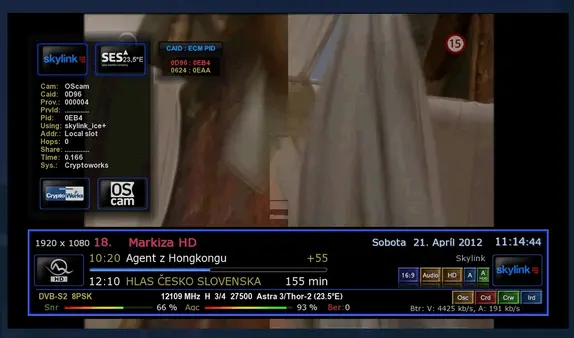 skylink
SES▲
23,5°E
CAID : ECM PID
0D96 : 0EB4
0624 : 0EAA
15
Cam: OScam
Caid: 0D96
Prov.: 000004
PrvId: ..............
Pid: 0EB4
Using: skylink_ice+
Addr.: Local slot
Hops: 0
Share: ..............
Time: 0.166
Sys.: Cryptoworks
CryptoWorks
OS
cam
1920 x 1080 18. Markiza HD Sobota 21. Apríl 2012 11:14:44
10:20 Agent z Hongkongu +55 Skylink
HD
16:9 Audio HD A A
skylink
12:10 HLAS ČESKO SLOVENSKA 155 min
DVB-S2 8PSK 12109 MHz H 3/4 27500 Astra 3/Thor-2 (23.5°E) Osc Crd Crw Ird
Snr 66 % Agc 93 % Ber: 0 Btr: V: 4425 kb/s, A: 191 kb/s